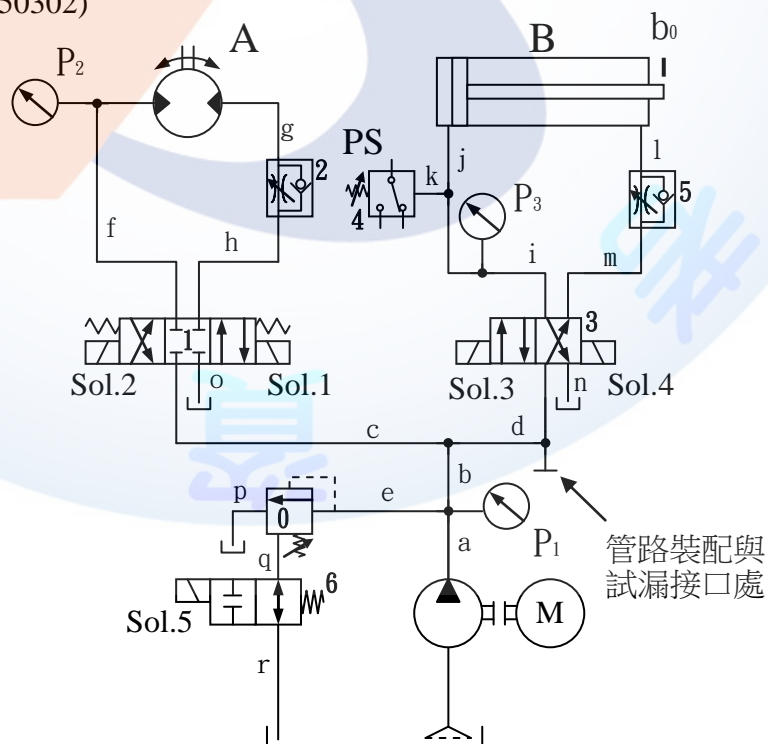 50302)
A
B
b0
P2
g
2
PS
j
l
k
4
P3
5
f
h
i
m
1
3
Sol.2
o
Sol.1
Sol.3
n
Sol.4
c
d
b
p
0
e
P1
a
管路裝配與
試漏接口處
q
6
Sol.5
M
r